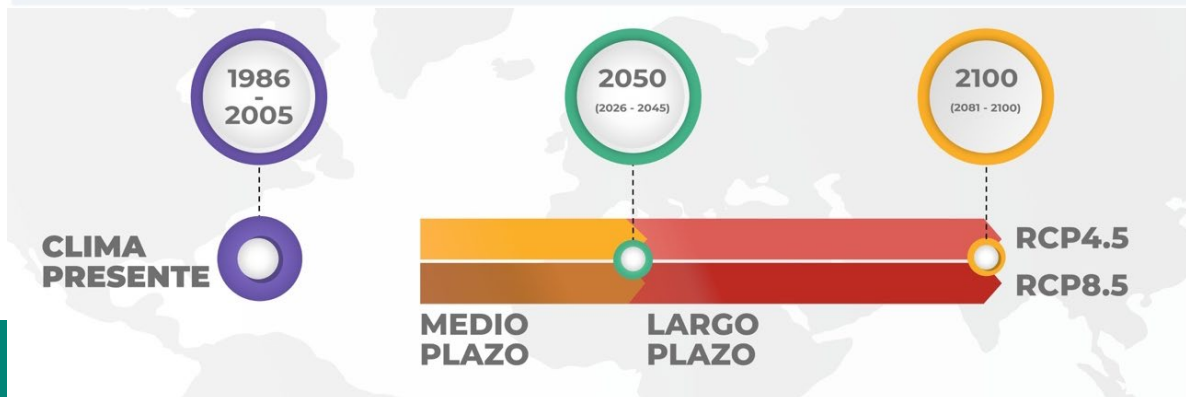 1986
-
2005
2050
(2026 - 2045)
2100
(2081 - 2100)
CLIMA
PRESENTE
RCP4.5
RCP8.5
MEDIO
PLAZO
LARGO
PLAZO